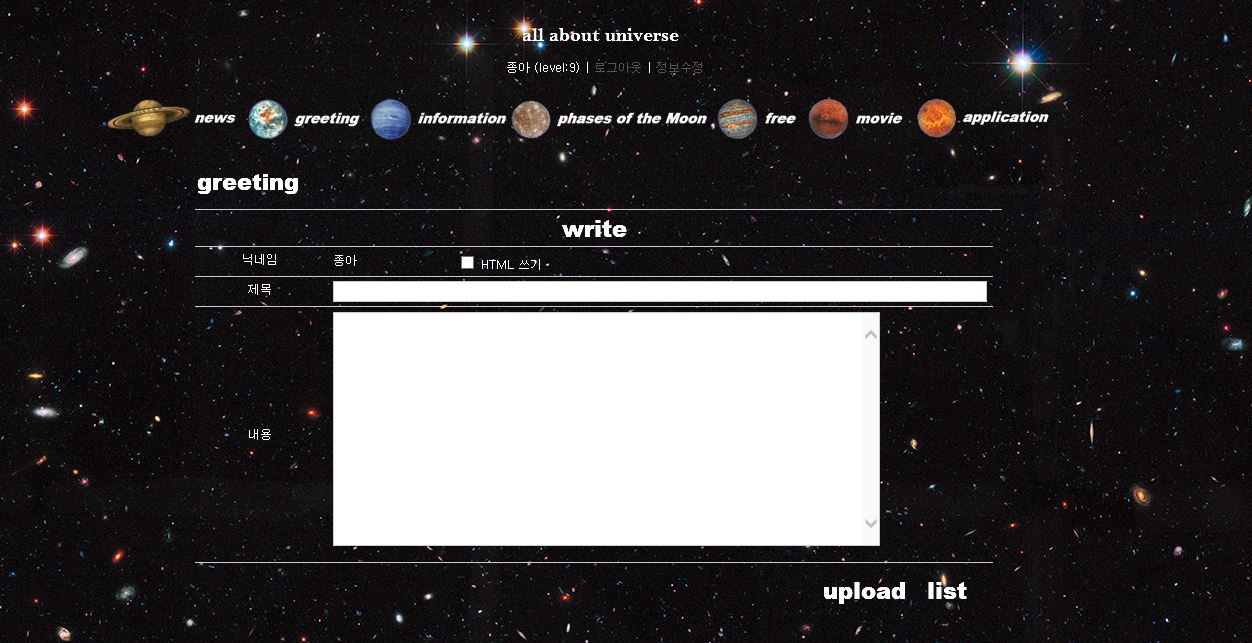 all about universe
종아 (level:9) | 로그아웃 | 정보수정
news greeting information phases of the Moon free movie application
greeting
write
닉네임 종아 HTML 쓰기
제목
내용
upload list